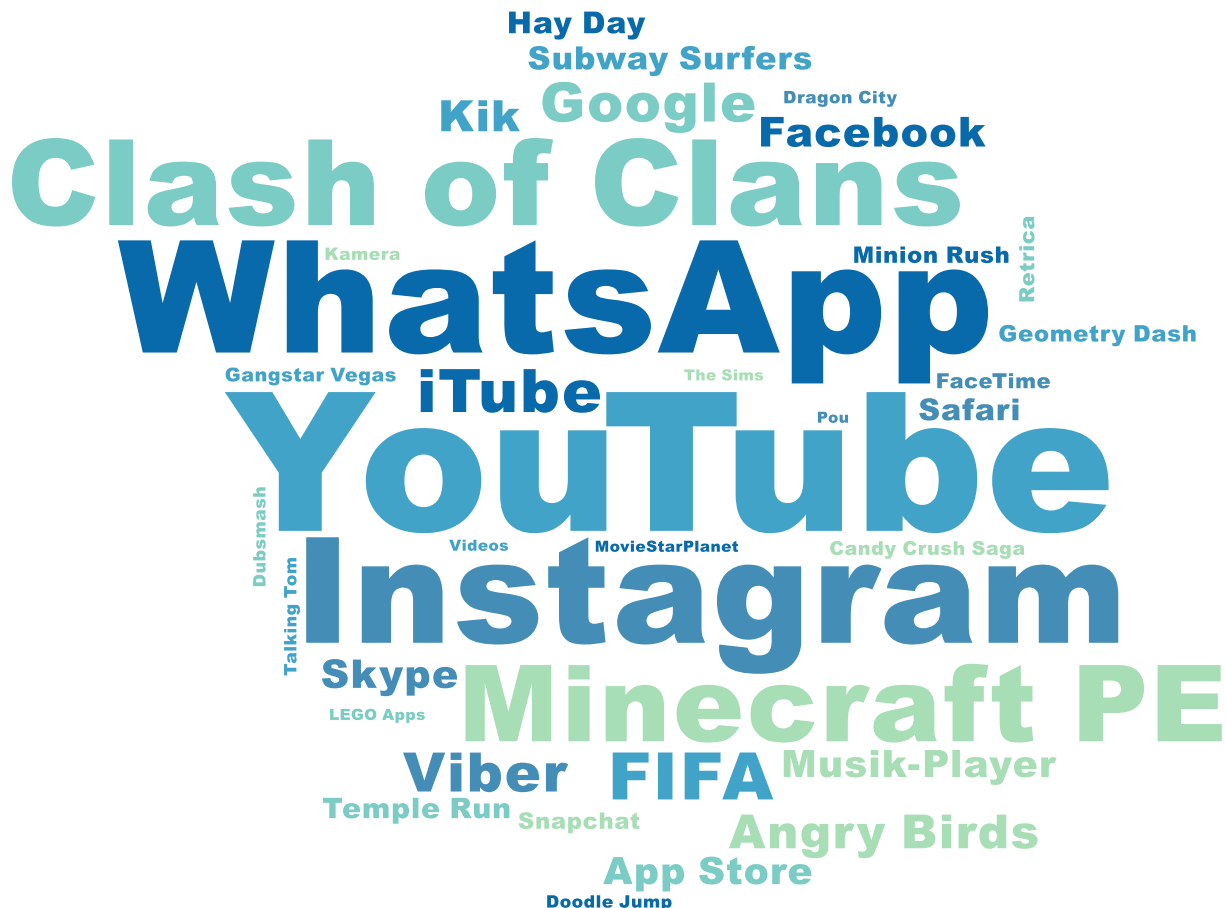 Hay Day
Subway Surfers
Google
Dragon City
Kik
Facebook
Clash of Clans
Retrica
WhatsApp
Kamera
Minion Rush
Geometry Dash
Gangstar Vegas
iTube
The Sims
FaceTime
Safari
Pou
YouTube
Dubsmash
Videos
MovieStarPlanet
Candy Crush Saga
Talking Tom
Instagram
Skype
Minecraft PE
LEGO Apps
Viber
FIFA
Musik-Player
Temple Run
Snapchat
Angry Birds
App Store
Doodle Jump